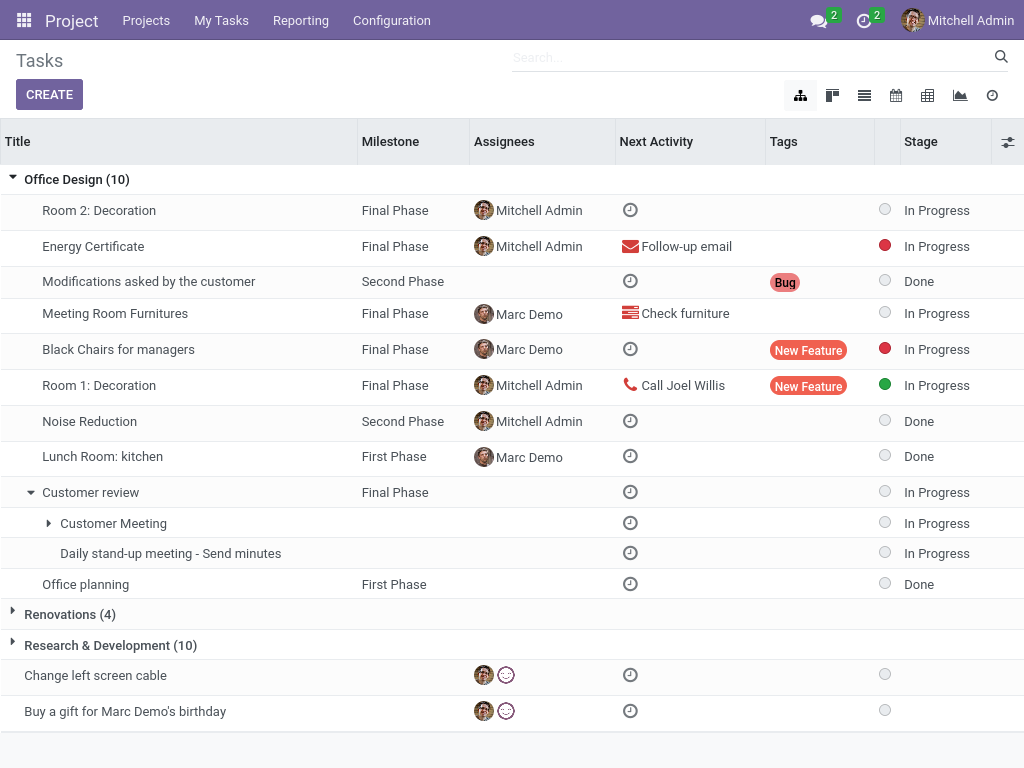 Project Projects My Tasks Reporting Configuration 2 2 Mitchell Admin
Tasks Search...
CREATE
Title Milestone Assignees Next Activity Tags Stage
Office Design (10)
Room 2: Decoration Final Phase Mitchell Admin In Progress
Energy Certificate Final Phase Mitchell Admin Follow-up email In Progress
Modifications asked by the customer Second Phase Bug Done
Meeting Room Furnitures Final Phase Marc Demo Check furniture In Progress
Black Chairs for managers Final Phase Marc Demo New Feature In Progress
Room 1: Decoration Final Phase Mitchell Admin Call Joel Willis New Feature In Progress
Noise Reduction Second Phase Mitchell Admin Done
Lunch Room: kitchen First Phase Marc Demo Done
Customer review Final Phase In Progress
Customer Meeting In Progress
Daily stand-up meeting - Send minutes In Progress
Office planning First Phase Done
Renovations (4)
Research & Development (10)
Change left screen cable
Buy a gift for Marc Demo's birthday